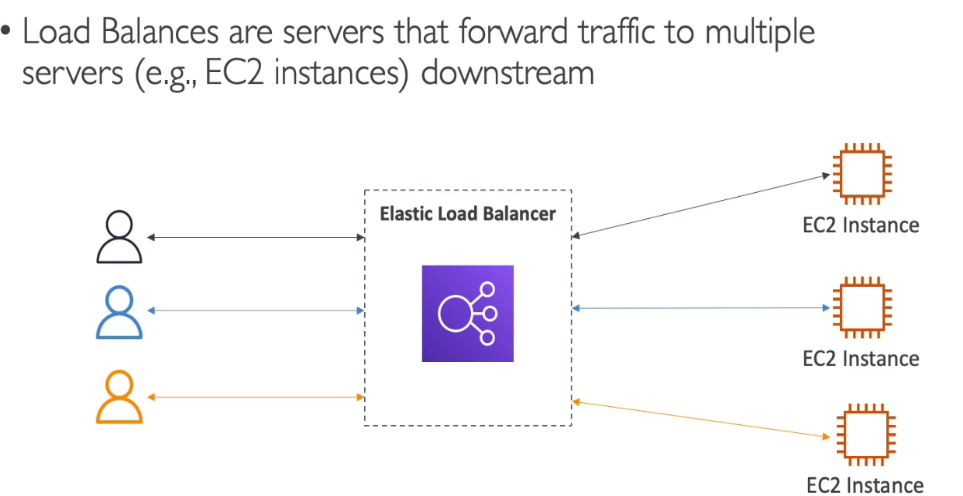 • Load Balances are servers that forward traffic to multiple
servers (e.g., EC2 instances) downstream
Elastic Load Balancer
EC2 Instance
EC2 Instance
EC2 Instance